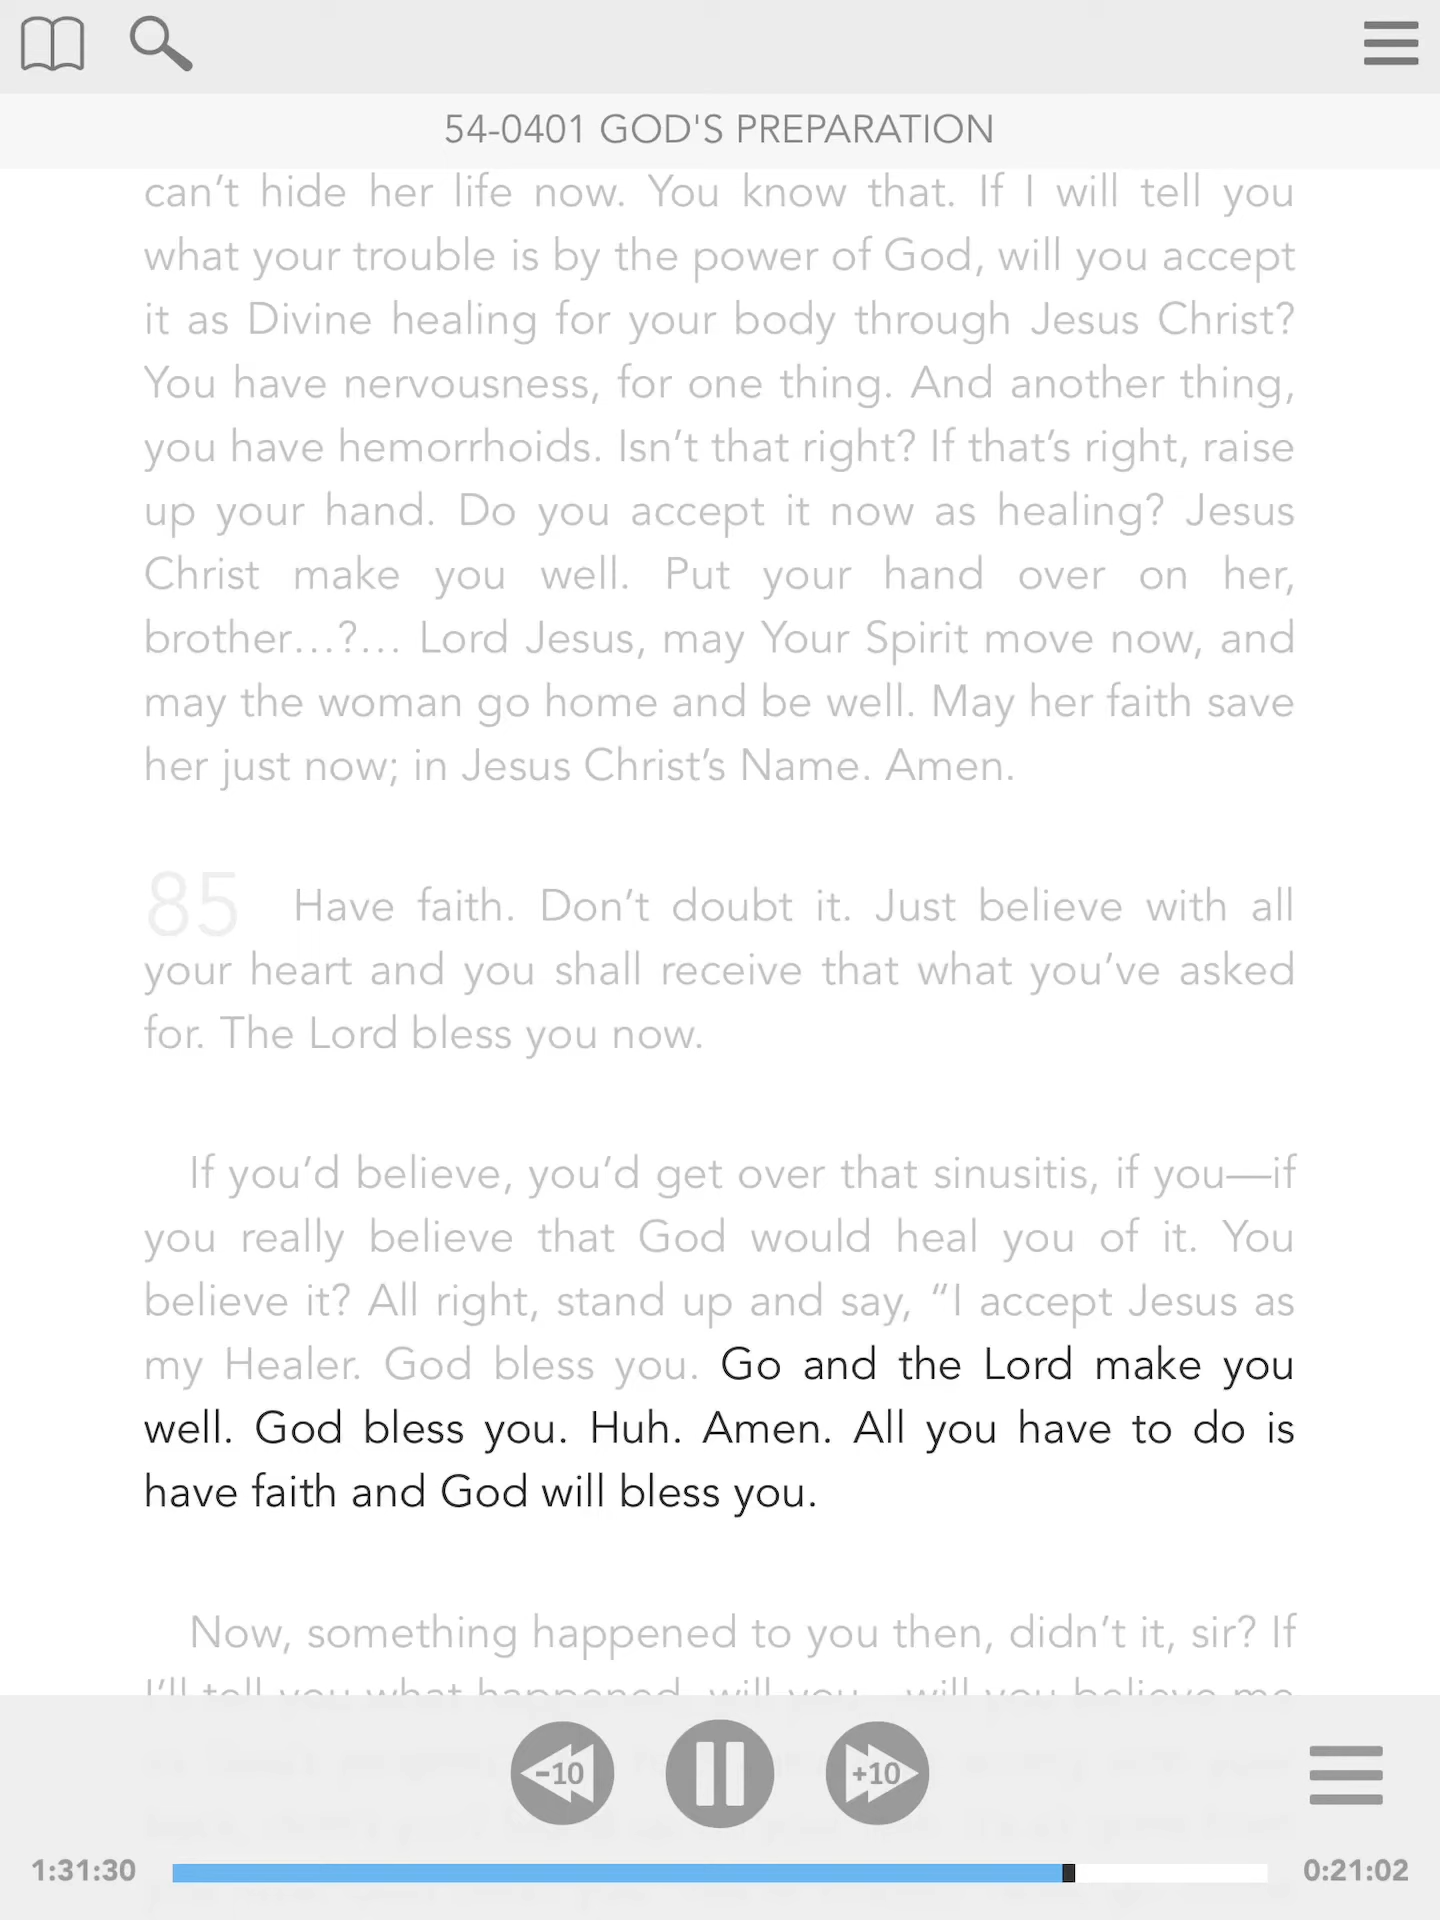 54-0401 GOD'S PREPARATION
can’t hide her life now. You know that. If I will tell you
what your trouble is by the power of God, will you accept
it as Divine healing for your body through Jesus Christ?
You have nervousness, for one thing. And another thing,
you have hemorrhoids. Isn’t that right? If that’s right, raise
up your hand. Do you accept it now as healing? Jesus
Christ make you well. Put your hand over on her,
brother…?… Lord Jesus, may Your Spirit move now, and
may the woman go home and be well. May her faith save
her just now; in Jesus Christ’s Name. Amen.
85 Have faith. Don’t doubt it. Just believe with all
your heart and you shall receive that what you’ve asked
for. The Lord bless you now.
If you’d believe, you’d get over that sinusitis, if you—if
you really believe that God would heal you of it. You
believe it? All right, stand up and say, “I accept Jesus as
my Healer. God bless you. Go and the Lord make you
well. God bless you. Huh. Amen. All you have to do is
have faith and God will bless you.
Now, something happened to you then, didn’t it, sir? If
I’ll tell you what happened, will you—will you believe me
-10 +10
1:31:30 0:21:02